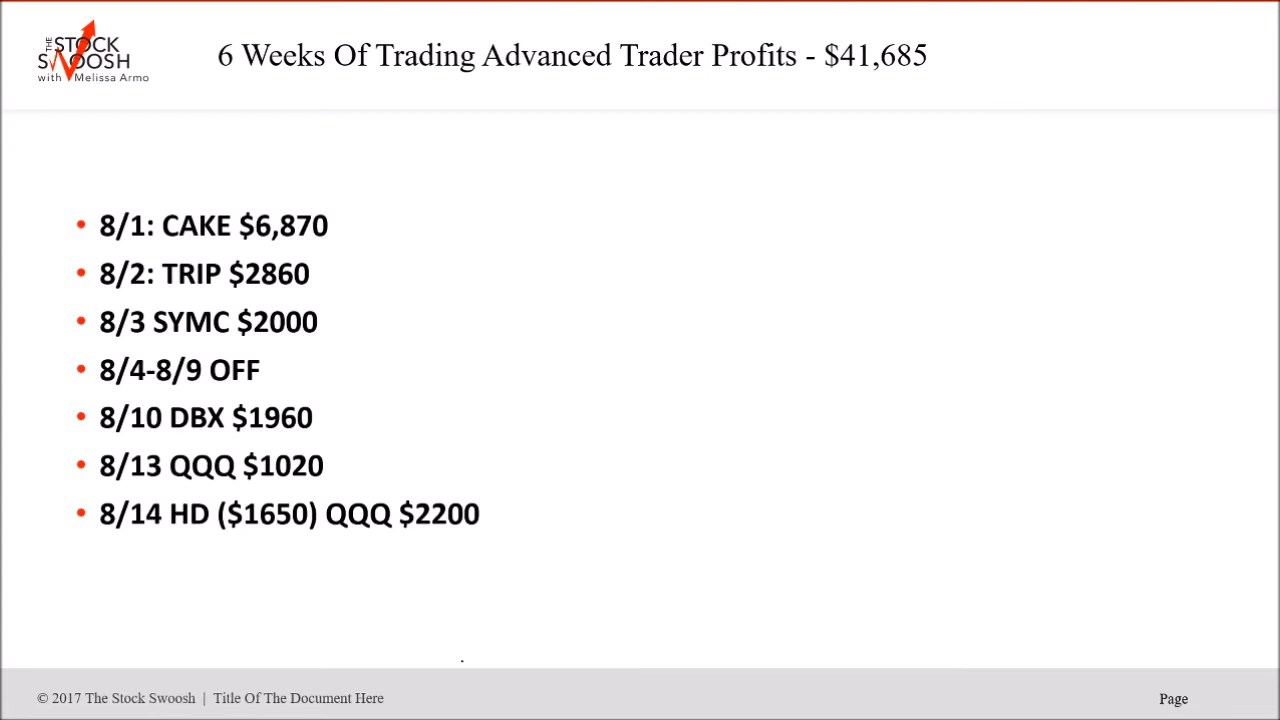 THE
STOCK
SWOOSH
with Melissa Armo
6 Weeks Of Trading Advanced Trader Profits - $41,685
• 8/1: CAKE $6,870
• 8/2: TRIP $2860
• 8/3 SYMC $2000
• 8/4-8/9 OFF
• 8/10 DBX $1960
• 8/13 QQQ $1020
• 8/14 HD ($1650) QQQ $2200
© 2017 The Stock Swoosh | Title Of The Document Here
Page